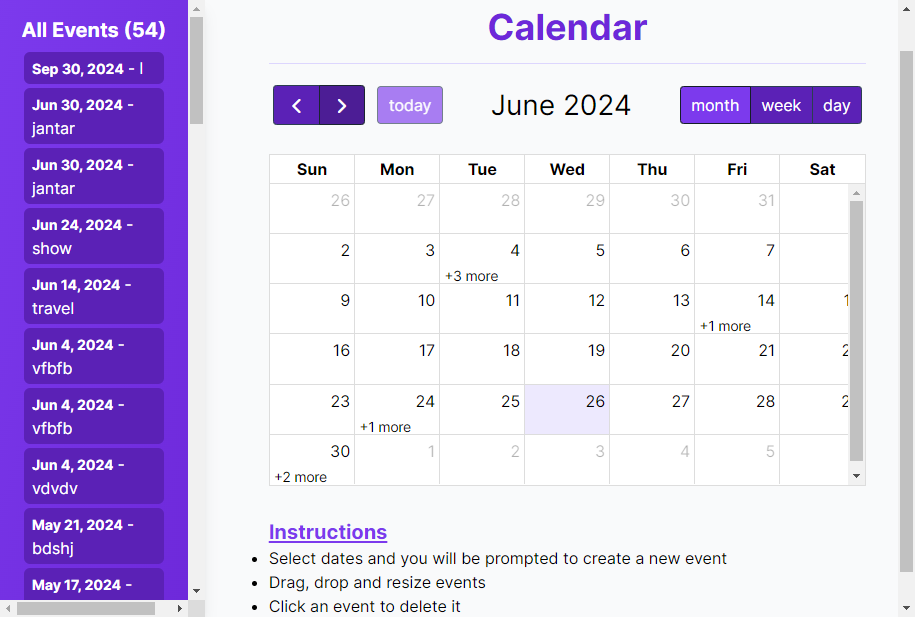 All Events (54)
Sep 30, 2024 - l
Jun 30, 2024 -
jantar
Jun 30, 2024 -
jantar
Jun 24, 2024 -
show
Jun 14, 2024 -
travel
Jun 4, 2024 -
vfbfb
Jun 4, 2024 -
vfbfb
Jun 4, 2024 -
vdvdv
May 21, 2024 -
bdshj
May 17, 2024 -
Calendar
today
June 2024
month week day
Sun Mon Tue Wed Thu Fri Sat
26 27 28 29 30 31
2 3 4 5 6 7
+3 more
9 10 11 12 13 14
+1 more
16 17 18 19 20 21
23 24 25 26 27 28
+1 more
30 1 2 3 4 5
+2 more
Instructions
Select dates and you will be prompted to create a new event
Drag, drop and resize events
Click an event to delete it